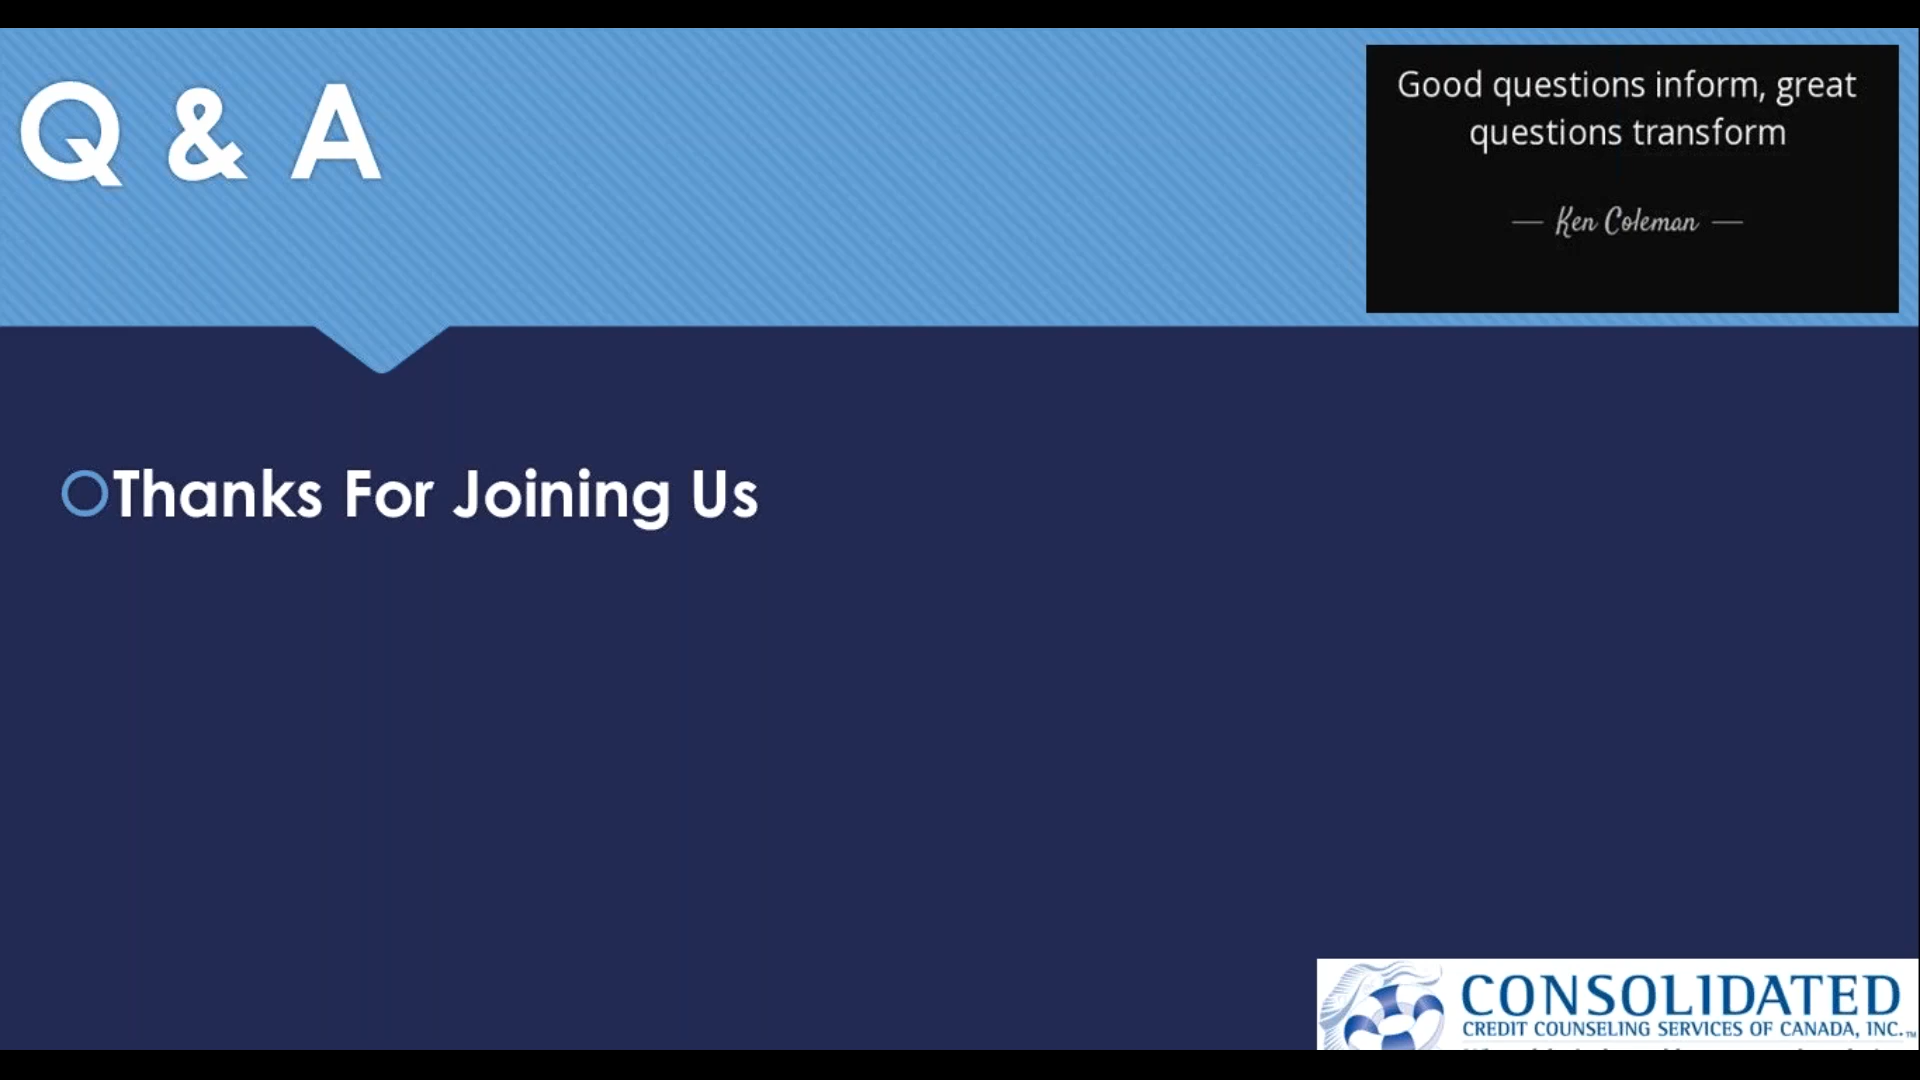 Q & A
Good questions inform, great
questions transform
— Ken Coleman —
Thanks For Joining Us
CONSOLIDATED
CREDIT COUNSELING SERVICES OF CANADA, INC.™